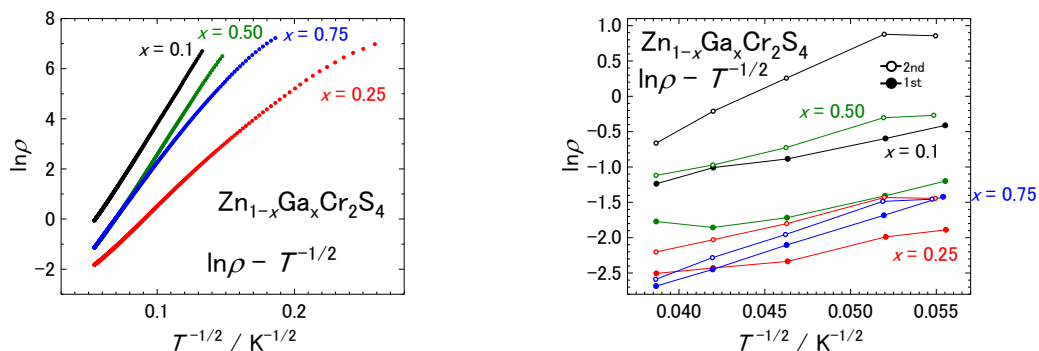 8
6
4
2
0
−2
0.1
0.2
lnρ
T⁻¹/² / K⁻¹/²
x = 0.1
x = 0.50
x = 0.75
x = 0.25
Zn₁₋ₓGaₓCr₂S₄
lnρ − T⁻¹/²
1.0
0.5
0
−0.5
−1.0
−1.5
−2.0
−2.5
0.040
0.045
0.050
0.055
lnρ
T⁻¹/² / K⁻¹/²
Zn₁₋ₓGaₓCr₂S₄
lnρ − T⁻¹/²
2nd
1st
x = 0.50
x = 0.1
x = 0.75
x = 0.25